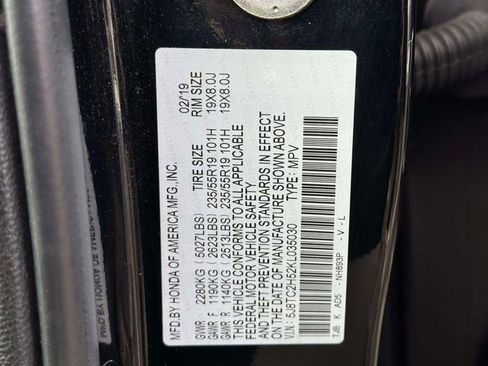 MFD.BY HONDA OF AMERICA MFG.,INC. 02/19
GVWR 2280KG (5027LBS) TIRE SIZE RIM SIZE
GAWR F 1190KG (2623LBS) 235/55R19 101H 19X8.0J
GAWR R 1140KG (2513LBS) 235/55R19 101H 19X8.0J
THIS VEHICLE CONFORMS TO ALL APPLICABLE
FEDERAL MOTOR VEHICLE SAFETY
AND THEFT PREVENTION STANDARDS IN EFFECT
ON THE DATE OF MANUFACTURE SHOWN ABOVE.
V.I.N.: 5J8TC2H52KL035030 TYPE: MPV
TJB K AD5 - NH893P - V - L